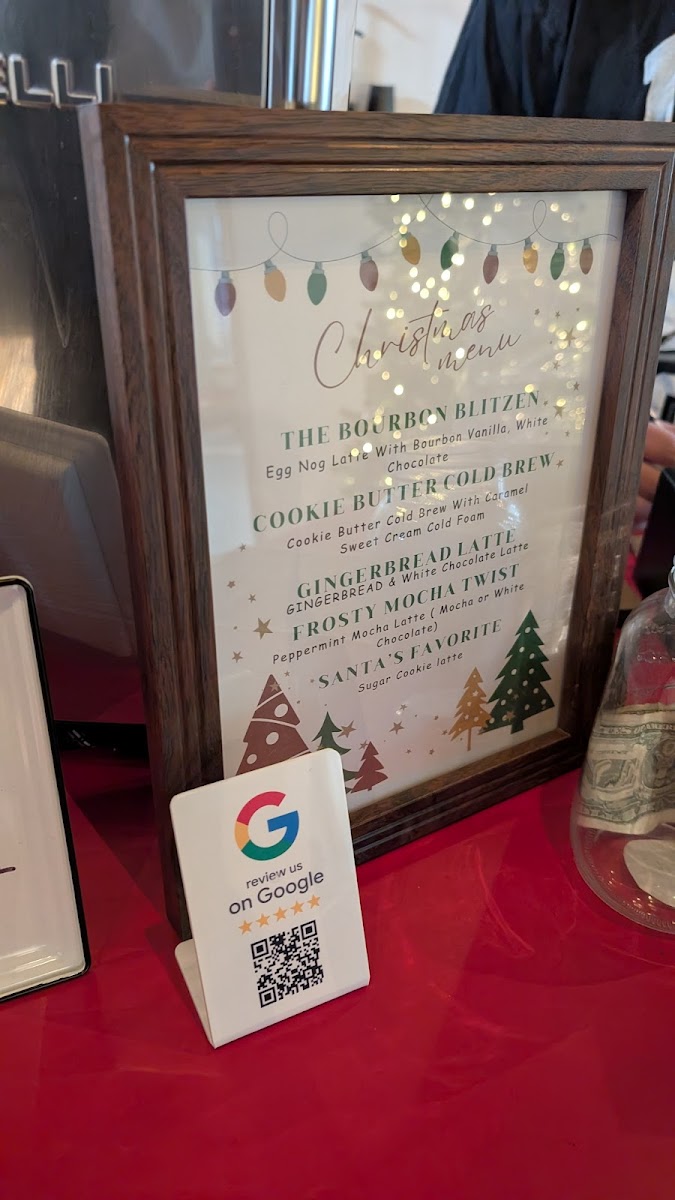 ELLI
Christmas
menu
THE BOURBON BLITZEN
Egg Nog Latte With Bourbon Vanilla, White
Chocolate
COOKIE BUTTER COLD BREW
Cookie Butter Cold Brew With Caramel
Sweet Cream Cold Foam
GINGERBREAD LATTE
GINGERBREAD & White Chocolate Latte
FROSTY MOCHA TWIST
Peppermint Mocha Latte ( Mocha or White
Chocolate)
SANTA'S FAVORITE
Sugar Cookie latte
G
review us
on Google